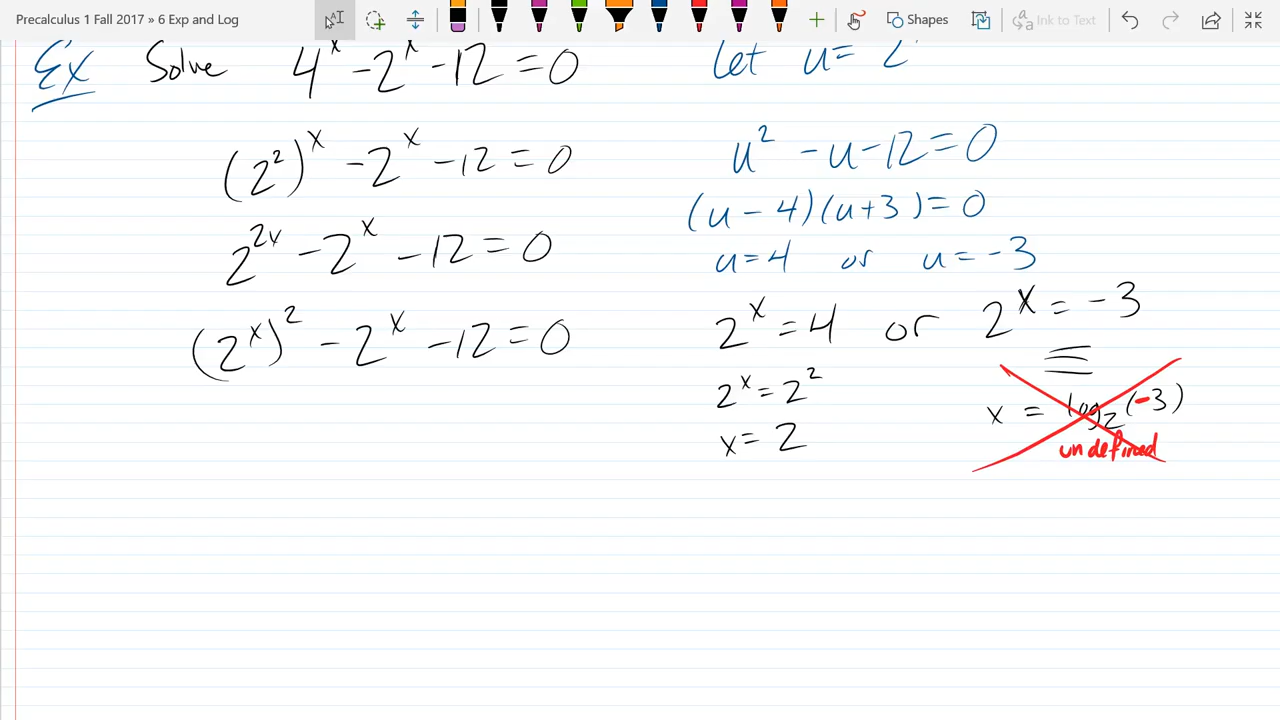 Precalculus 1 Fall 2017 » 6 Exp and Log
Shapes
Ink to Text
Ex Solve 4^x - 2^x - 12 = 0
(2^2)^x - 2^x - 12 = 0
2^{2x} - 2^x - 12 = 0
(2^x)^2 - 2^x - 12 = 0
Let u = 2
u^2 - u - 12 = 0
(u - 4)(u + 3) = 0
u = 4 or u = -3
2^x = 4 or 2^x = -3
2^x = 2^2
x = 2
x = log_2(-3)
undefined